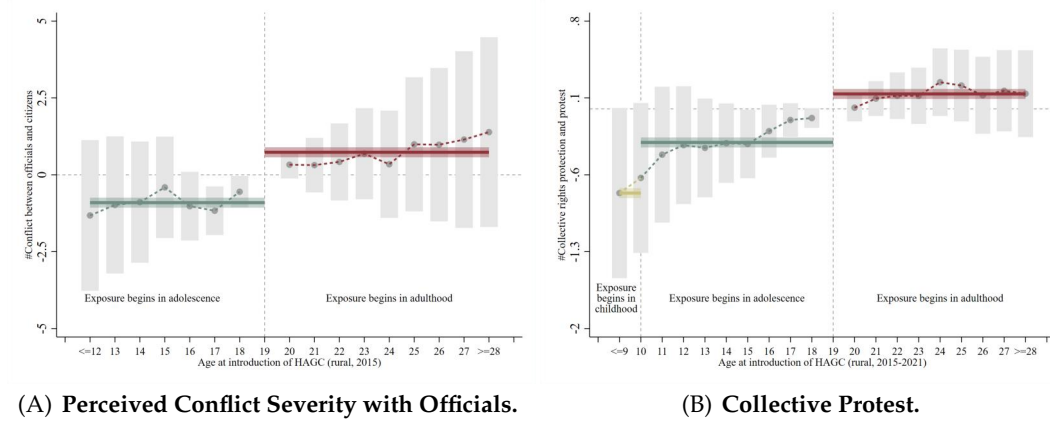 #Conflict between officials and citizens
5
2.5
0
-2.5
-5
Exposure begins in adolescence
Exposure begins in adulthood
<=12 13 14 15 16 17 18 19 20 21 22 23 24 25 26 27 >=28
Age at introduction of HAGC (rural, 2015)
(A) Perceived Conflict Severity with Officials.
#Collective rights protection and protest
.8
.1
-.6
-1.3
-2
Exposure
begins in
childhood
Exposure begins in adolescence
Exposure begins in adulthood
<=9 10 11 12 13 14 15 16 17 18 19 20 21 22 23 24 25 26 27 >=28
Age at introduction of HAGC (rural, 2015-2021)
(B) Collective Protest.